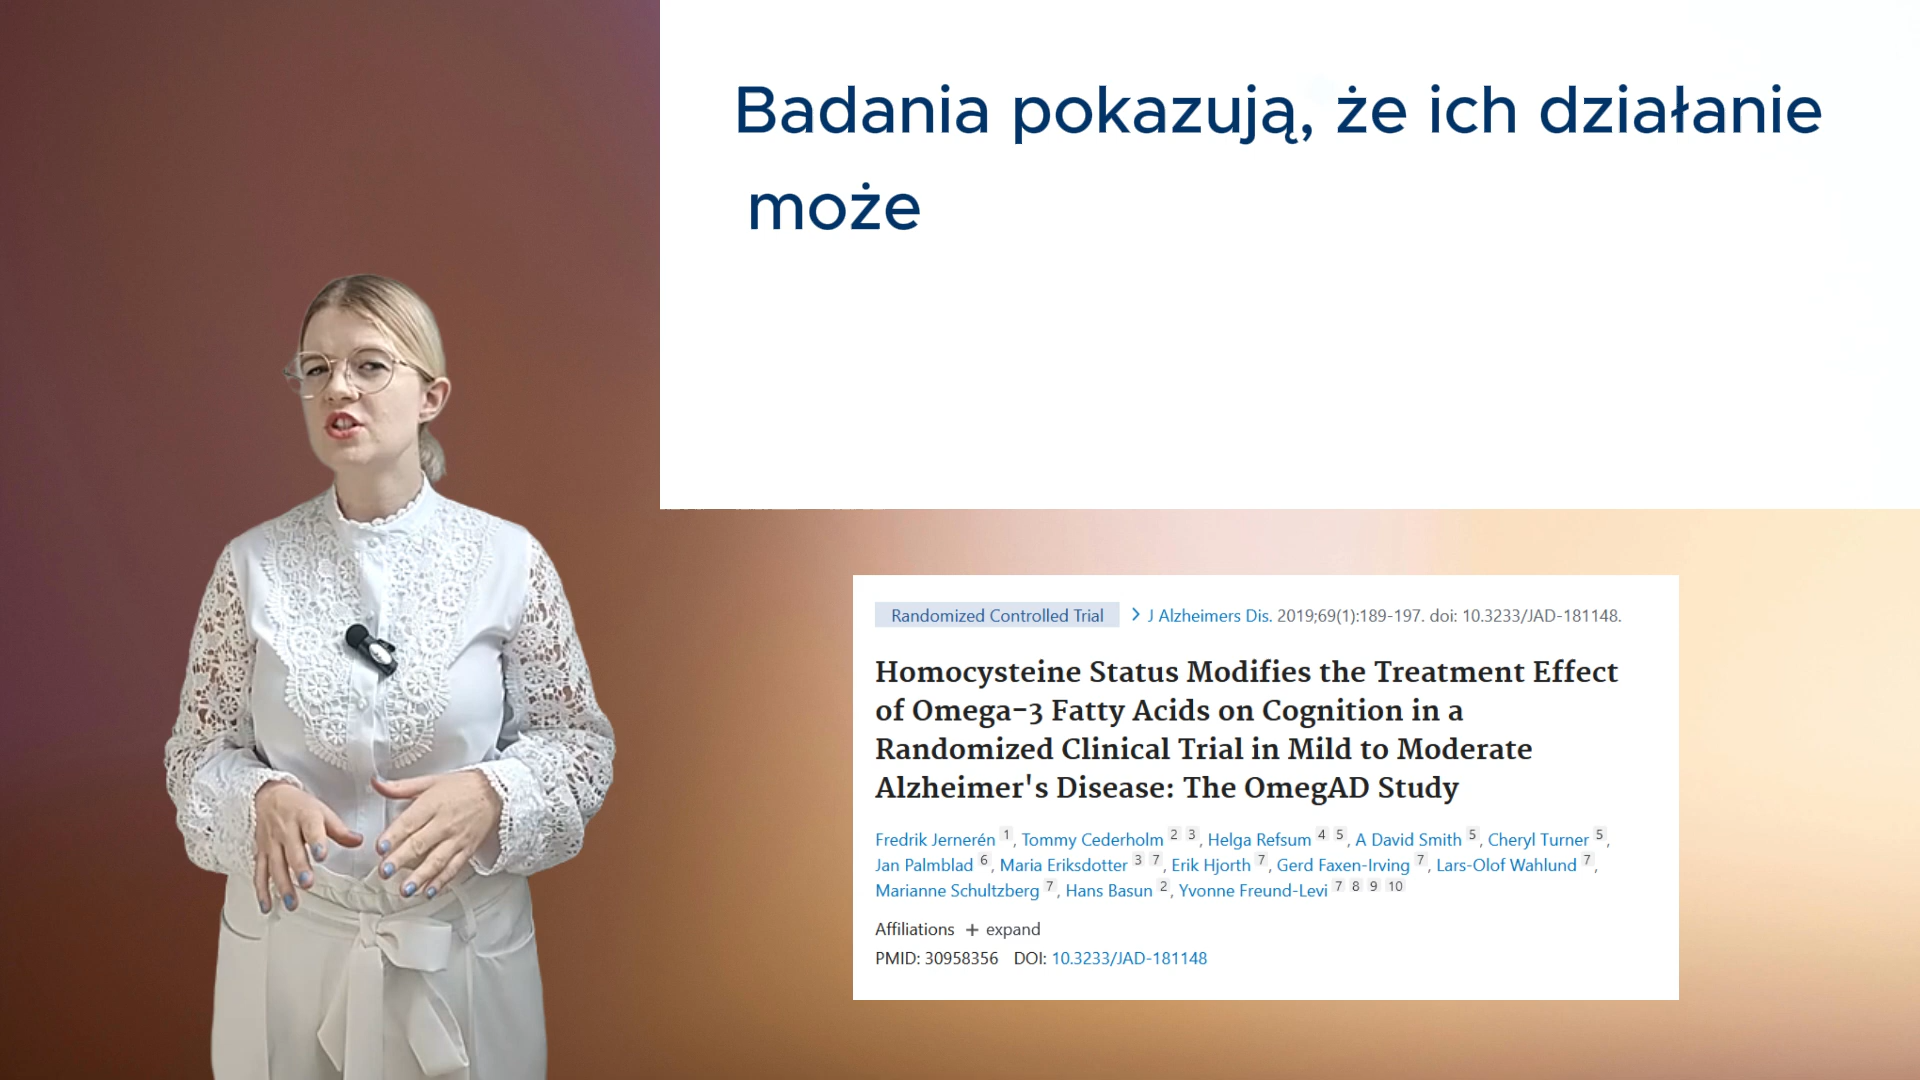 Badania pokazują, że ich działanie
może
Randomized Controlled Trial > J Alzheimers Dis. 2019;69(1):189-197. doi: 10.3233/JAD-181148.
Homocysteine Status Modifies the Treatment Effect
of Omega-3 Fatty Acids on Cognition in a
Randomized Clinical Trial in Mild to Moderate
Alzheimer's Disease: The OmegAD Study
Fredrik Jernerén 1, Tommy Cederholm 2 3, Helga Refsum 4 5, A David Smith 5, Cheryl Turner 5,
Jan Palmblad 6, Maria Eriksdotter 3 7, Erik Hjorth 7, Gerd Faxen-Irving 7, Lars-Olof Wahlund 7,
Marianne Schultzberg 7, Hans Basun 2, Yvonne Freund-Levi 7 8 9 10
Affiliations + expand
PMID: 30958356 DOI: 10.3233/JAD-181148